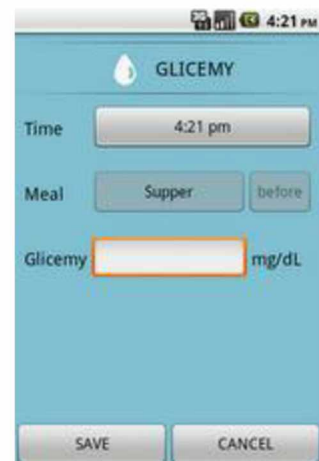 4:21 PM
GLICEMY
Time 4:21 pm
Meal Supper before
Glicemy mg/dL
SAVE CANCEL